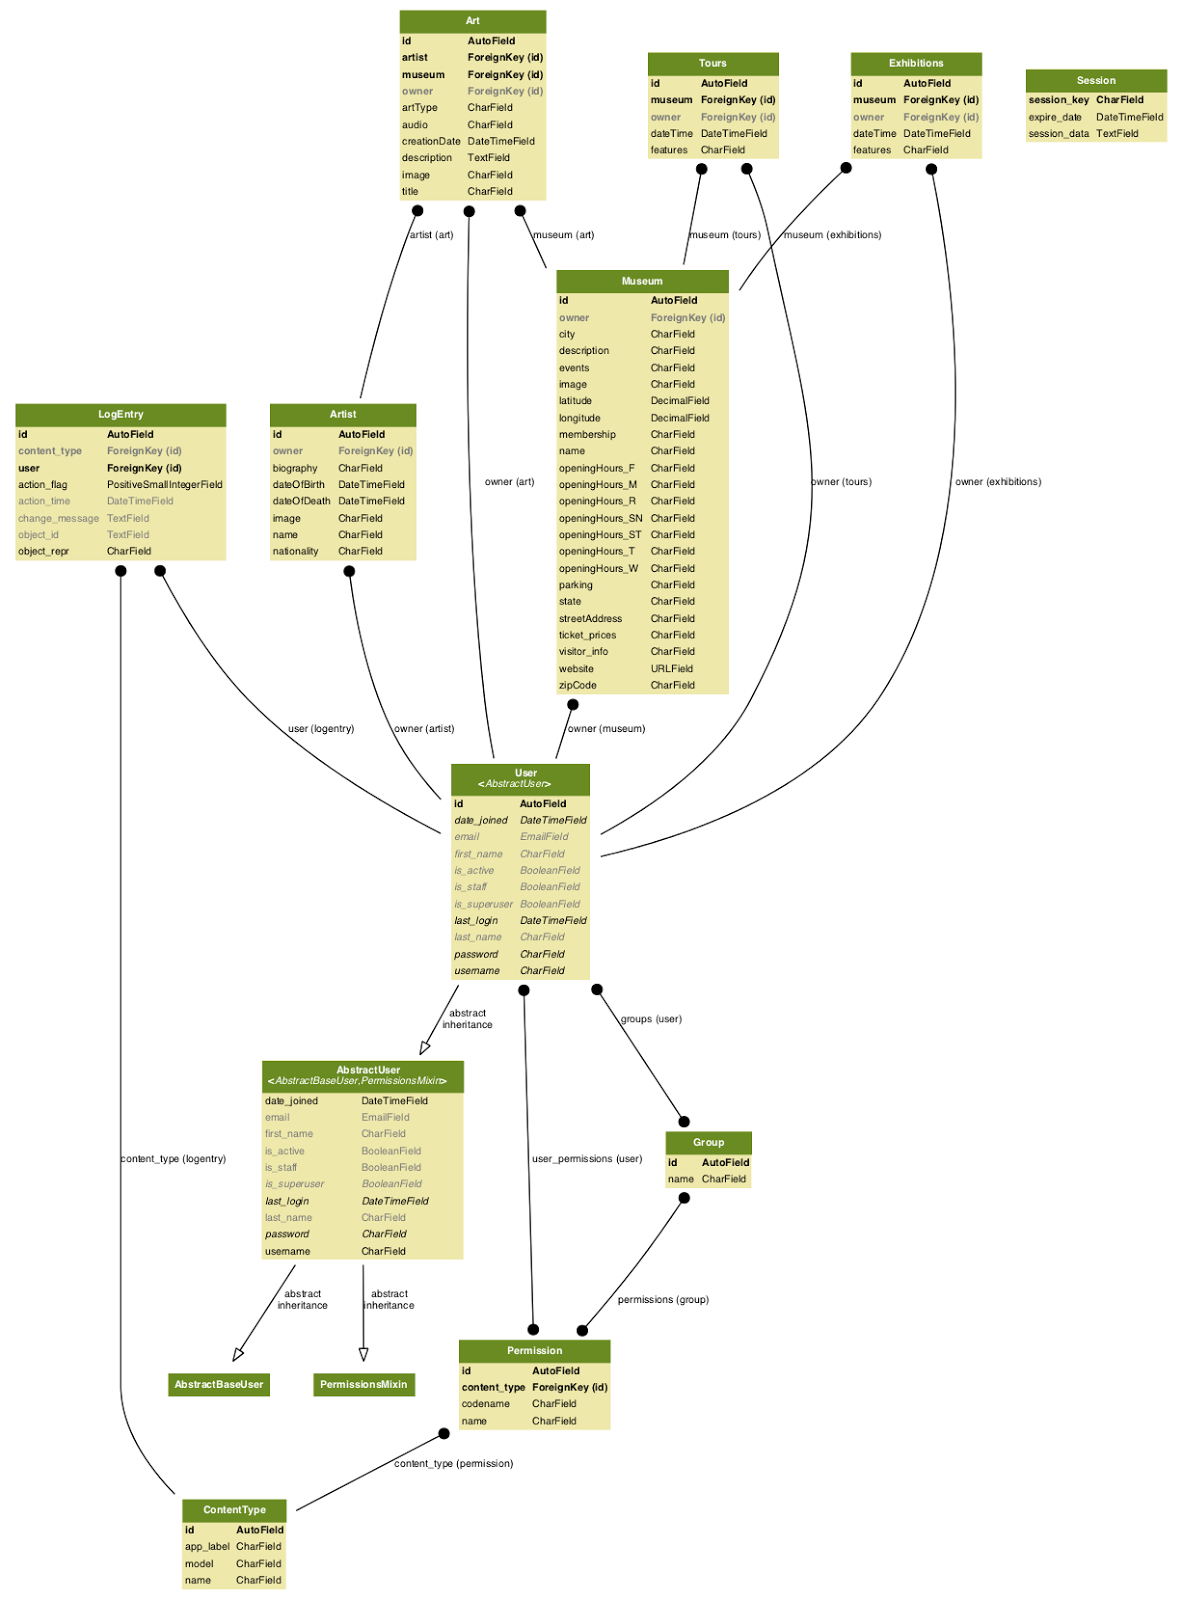 Art
id AutoField
artist ForeignKey (id)
museum ForeignKey (id)
owner ForeignKey (id)
artType CharField
audio CharField
creationDate DateTimeField
description TextField
image CharField
title CharField
Tours
id AutoField
museum ForeignKey (id)
owner ForeignKey (id)
dateTime DateTimeField
features CharField
Exhibitions
id AutoField
museum ForeignKey (id)
owner ForeignKey (id)
dateTime DateTimeField
features CharField
Session
session_key CharField
expire_date DateTimeField
session_data TextField
artist (art)
museum (art)
museum (tours)
museum (exhibitions)
Museum
id AutoField
owner ForeignKey (id)
city CharField
description CharField
events CharField
image CharField
latitude DecimalField
longitude DecimalField
membership CharField
name CharField
openingHours_F CharField
openingHours_M CharField
openingHours_R CharField
openingHours_SN CharField
openingHours_ST CharField
openingHours_T CharField
openingHours_W CharField
parking CharField
state CharField
streetAddress CharField
ticket_prices CharField
visitor_info CharField
website URLField
zipCode CharField
LogEntry
id AutoField
content_type ForeignKey (id)
user ForeignKey (id)
action_flag PositiveSmallIntegerField
action_time DateTimeField
change_message TextField
object_id TextField
object_repr CharField
Artist
id AutoField
owner ForeignKey (id)
biography CharField
dateOfBirth DateTimeField
dateOfDeath DateTimeField
image CharField
name CharField
nationality CharField
owner (art)
owner (tours)
owner (exhibitions)
user (logentry)
owner (artist)
owner (museum)
User
<AbstractUser>
id AutoField
date_joined DateTimeField
email EmailField
first_name CharField
is_active BooleanField
is_staff BooleanField
is_superuser BooleanField
last_login DateTimeField
last_name CharField
password CharField
username CharField
abstract
inheritance
groups (user)
AbstractUser
<AbstractBaseUser,PermissionsMixin>
date_joined DateTimeField
email EmailField
first_name CharField
is_active BooleanField
is_staff BooleanField
is_superuser BooleanField
last_login DateTimeField
last_name CharField
password CharField
username CharField
content_type (logentry)
user_permissions (user)
Group
id AutoField
name CharField
abstract
inheritance
abstract
inheritance
permissions (group)
AbstractBaseUser
PermissionsMixin
Permission
id AutoField
content_type ForeignKey (id)
codename CharField
name CharField
content_type (permission)
ContentType
id AutoField
app_label CharField
model CharField
name CharField